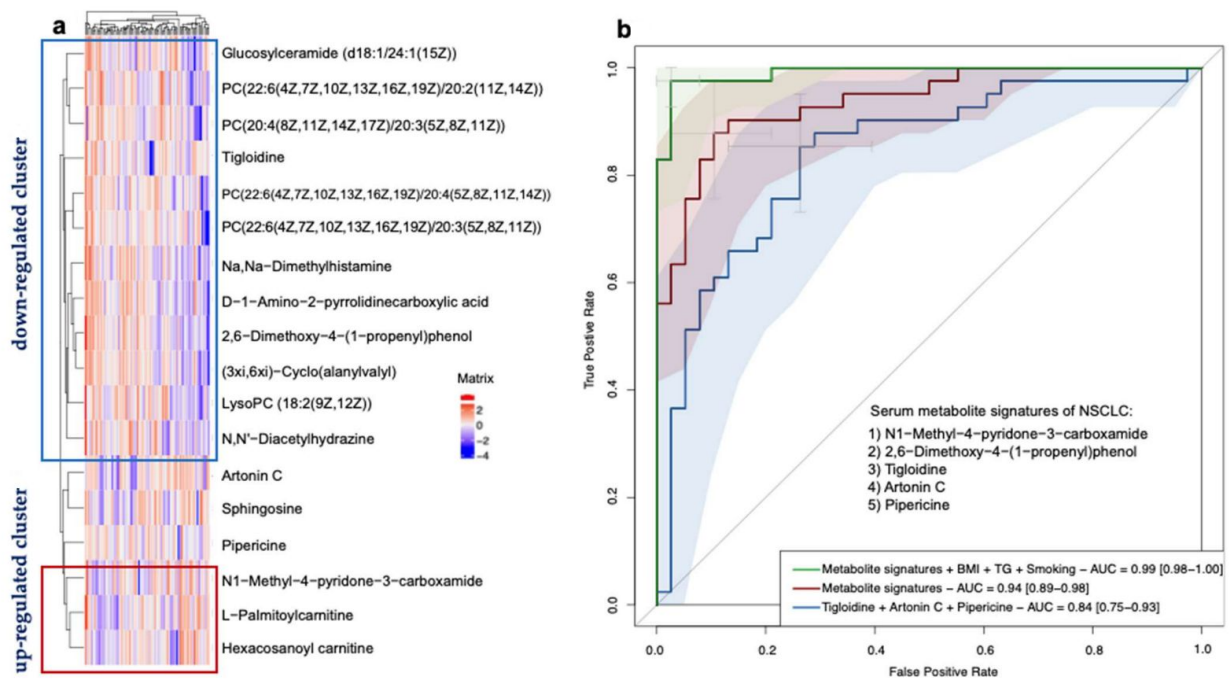 a
down-regulated cluster
up-regulated cluster
Glucosylceramide (d18:1/24:1(15Z))
PC(22:6(4Z,7Z,10Z,13Z,16Z,19Z)/20:2(11Z,14Z))
PC(20:4(8Z,11Z,14Z,17Z)/20:3(5Z,8Z,11Z))
Tigloidine
PC(22:6(4Z,7Z,10Z,13Z,16Z,19Z)/20:4(5Z,8Z,11Z,14Z))
PC(22:6(4Z,7Z,10Z,13Z,16Z,19Z)/20:3(5Z,8Z,11Z))
Na,Na−Dimethylhistamine
D−1−Amino−2−pyrrolidinecarboxylic acid
2,6−Dimethoxy−4−(1−propenyl)phenol
(3xi,6xi)−Cyclo(alanylvalyl)
LysoPC (18:2(9Z,12Z))
N,N'−Diacetylhydrazine
Artonin C
Sphingosine
Pipericine
N1−Methyl−4−pyridone−3−carboxamide
L−Palmitoylcarnitine
Hexacosanoyl carnitine
Matrix
2
0
−2
−4
b
True Postive Rate
1.0
0.8
0.6
0.4
0.2
0.0
Serum metabolite signatures of NSCLC:
1) N1−Methyl−4−pyridone−3−carboxamide
2) 2,6−Dimethoxy−4−(1−propenyl)phenol
3) Tigloidine
4) Artonin C
5) Pipericine
Metabolite signatures + BMI + TG + Smoking − AUC = 0.99 [0.98−1.00]
Metabolite signatures − AUC = 0.94 [0.89−0.98]
Tigloidine + Artonin C + Pipericine − AUC = 0.84 [0.75−0.93]
0.0 0.2 0.4 0.6 0.8 1.0
False Positive Rate